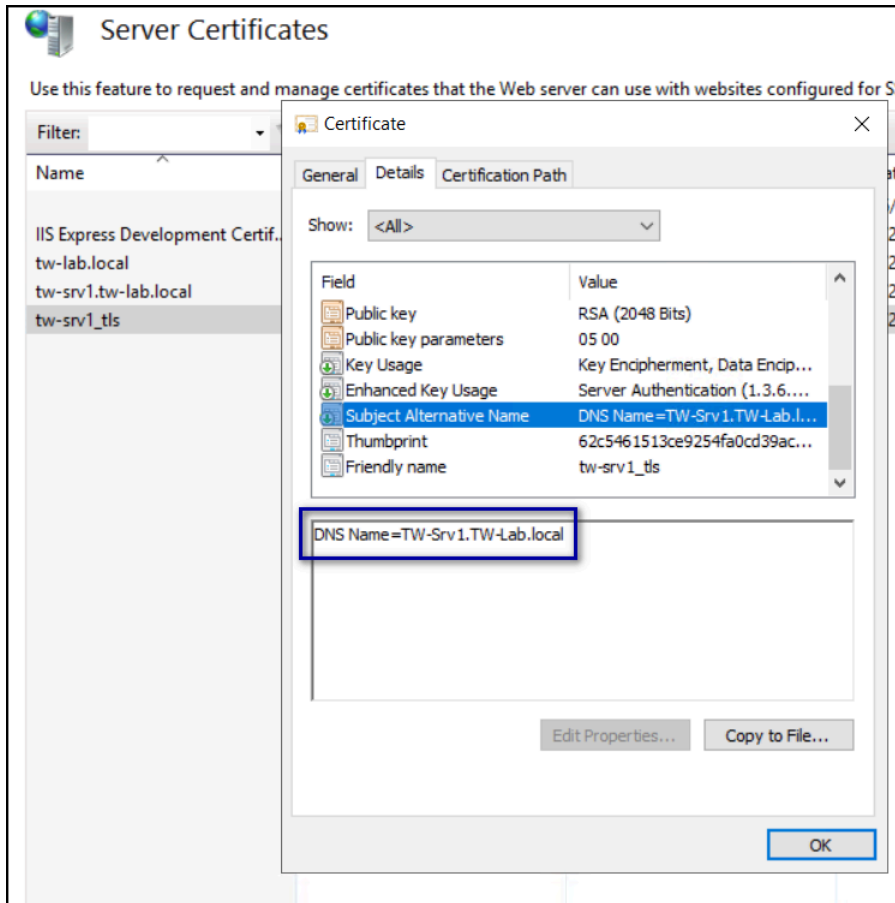 Server Certificates
Use this feature to request and manage certificates that the Web server can use with websites configured for S
Filter:
Name
IIS Express Development Certif...
tw-lab.local
tw-srv1.tw-lab.local
tw-srv1_tls
Certificate
General Details Certification Path
Show: <All>
Field Value
Public key RSA (2048 Bits)
Public key parameters 05 00
Key Usage Key Encipherment, Data Encip...
Enhanced Key Usage Server Authentication (1.3.6....
Subject Alternative Name DNS Name=TW-Srv1.TW-Lab.l...
Thumbprint 62c5461513ce9254fa0cd39ac...
Friendly name tw-srv1_tls
DNS Name=TW-Srv1.TW-Lab.local
Edit Properties... Copy to File...
OK